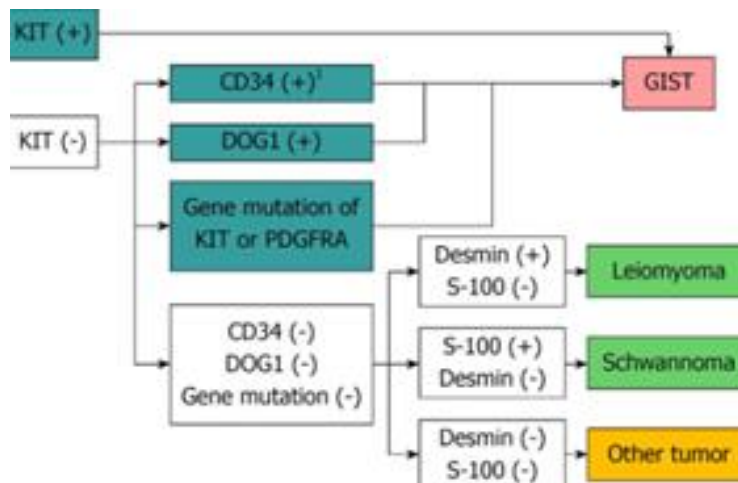 KIT (+)
CD34 (+)¹
GIST
DOG1 (+)
KIT (-)
Gene mutation of
KIT or PDGFRA
Desmin (+)
S-100 (-)
Leiomyoma
CD34 (-)
DOG1 (-)
Gene mutation (-)
S-100 (+)
Desmin (-)
Schwannoma
Desmin (-)
S-100 (-)
Other tumor